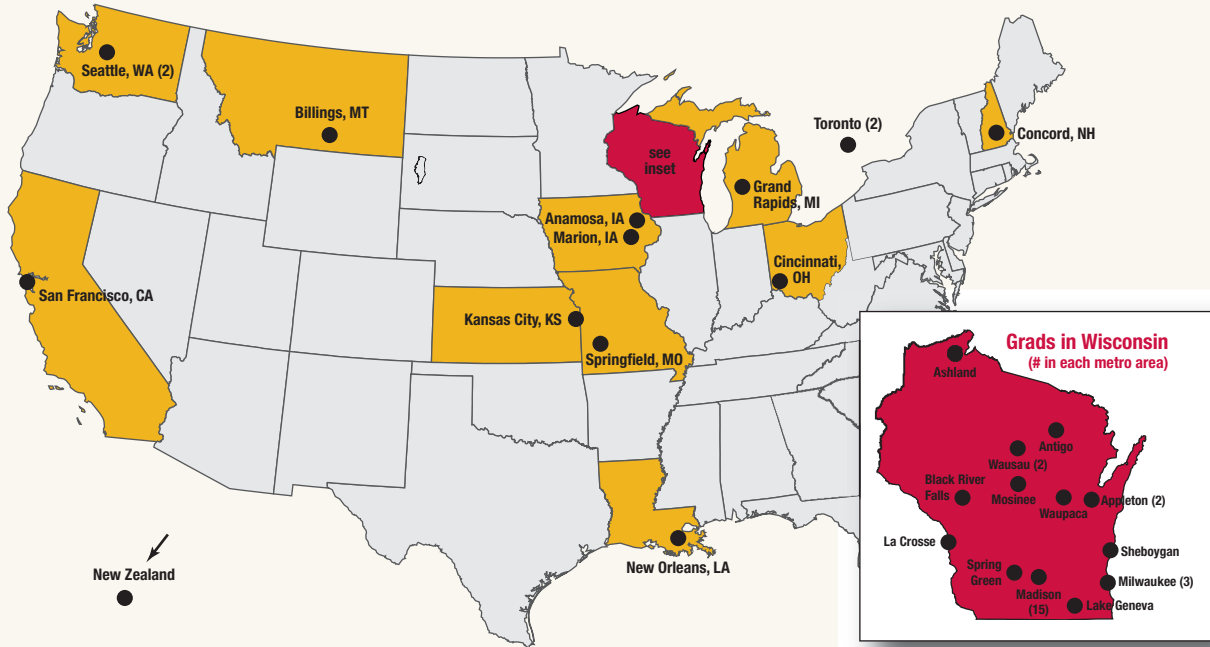 Seattle, WA (2)
Billings, MT
Toronto (2)
Concord, NH
see
inset
Grand
Rapids, MI
Anamosa, IA
Marion, IA
Cincinnati,
OH
San Francisco, CA
Kansas City, KS
Springfield, MO
New Orleans, LA
New Zealand
Grads in Wisconsin
(# in each metro area)
Ashland
Antigo
Wausau (2)
Black River
Falls
Mosinee
Waupaca
Appleton (2)
La Crosse
Sheboygan
Spring
Green
Madison
(15)
Milwaukee (3)
Lake Geneva